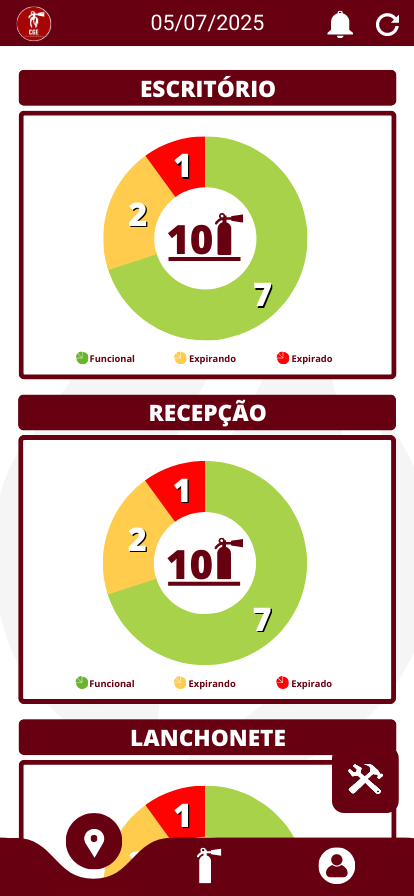 CGE
05/07/2025
ESCRITÓRIO
1
2
10
7
Funcional Expirando Expirado
RECEPÇÃO
1
2
10
7
Funcional Expirando Expirado
LANCHONETE
1